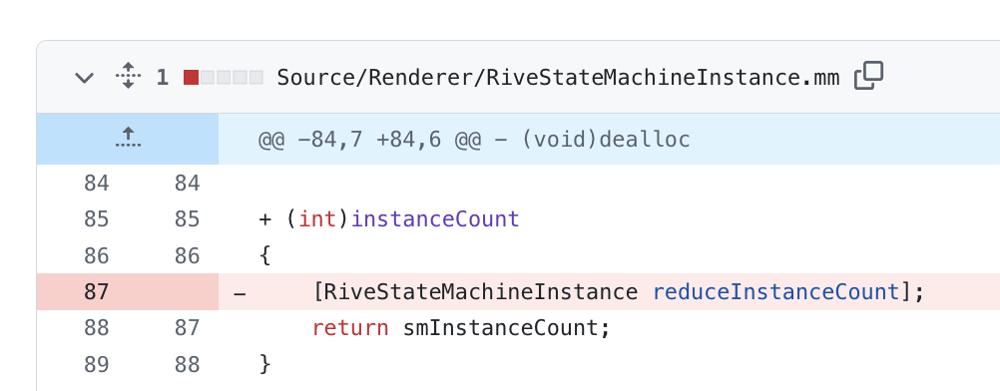 1 Source/Renderer/RiveStateMachineInstance.mm
@@ -84,7 +84,6 @@ - (void)dealloc
84 84
85 85 + (int)instanceCount
86 86 {
87 - [RiveStateMachineInstance reduceInstanceCount];
88 87 return smInstanceCount;
89 88 }